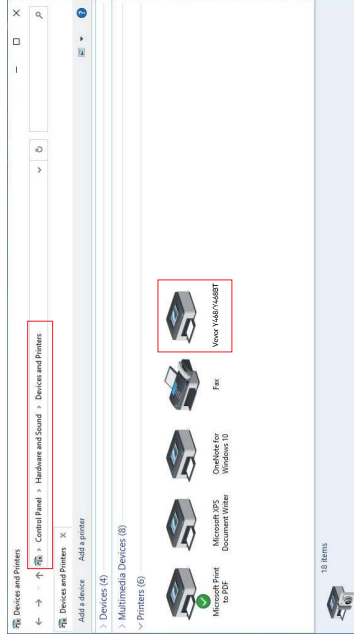 Devices and Printers
Control Panel > Hardware and Sound > Devices and Printers
Devices and Printers
Add a device Add a printer
Devices (4)
Multimedia Devices (8)
Printers (6)
Microsoft Print
to PDF
Microsoft XPS
Document Writer
OneNote for
Windows 10
Fax
Vevor Y468/Y468BT
18 items